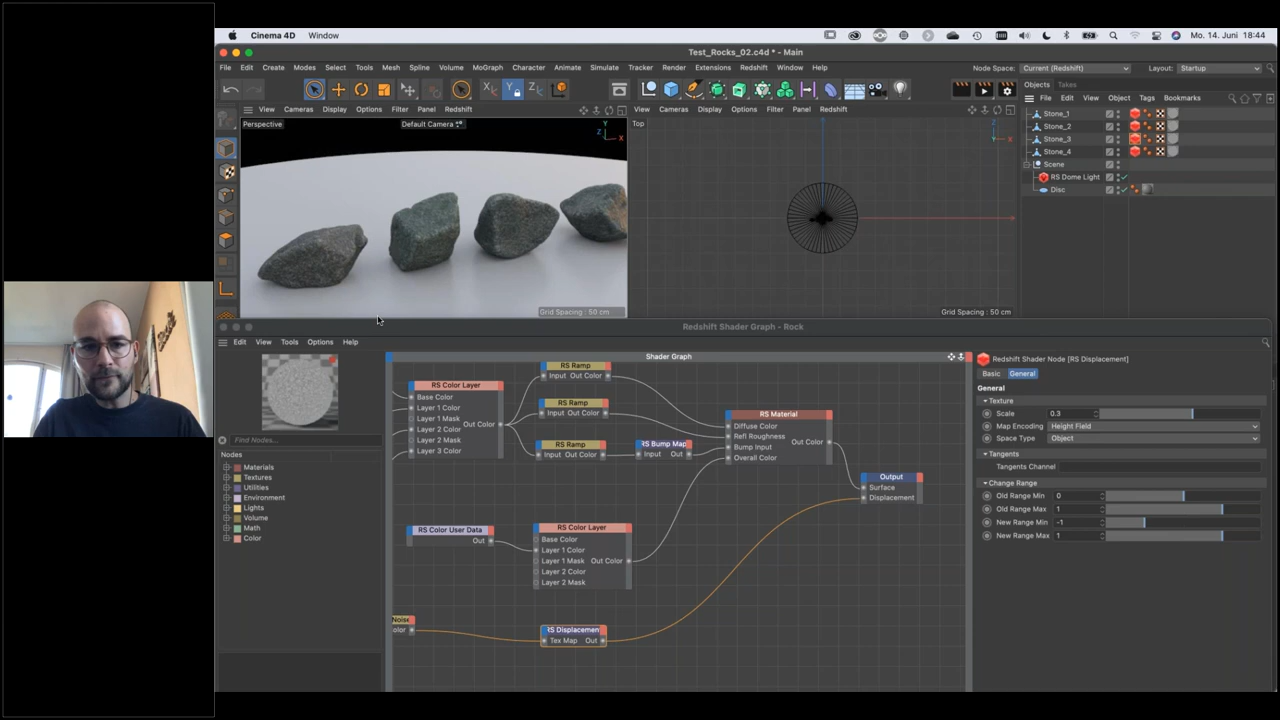 Cinema 4D Window
Mo. 14. Juni 18:44
Test_Rocks_02.c4d * - Main
File Edit Create Modes Select Tools Mesh Spline Volume MoGraph Character Animate Simulate Tracker Render Extensions Redshift Window Help
Node Space: Current (Redshift) Layout: Startup
X Y Z
Objects Takes
File Edit View Object Tags Bookmarks
View Cameras Display Options Filter Panel Redshift
View Cameras Display Options Filter Panel Redshift
Perspective
Default Camera
Y
Z X
Top
Z
X
Stone_1
Stone_2
Stone_3
Stone_4
Scene
RS Dome Light
Disc
Grid Spacing : 50 cm
Grid Spacing : 50 cm
Redshift Shader Graph - Rock
Edit View Tools Options Help
Shader Graph
Find Nodes...
Nodes
Materials
Textures
Utilities
Environment
Lights
Volume
Math
Color
RS Color Layer
Base Color
Layer 1 Color
Layer 1 Mask
Out Color
Layer 2 Color
Layer 2 Mask
Layer 3 Color
RS Ramp
Input Out Color
RS Ramp
Input Out Color
RS Ramp
Input Out Color
RS Bump Map
Input Out
RS Material
Diffuse Color
Refl Roughness
Out Color
Bump Input
Overall Color
Output
Surface
Displacement
RS Color User Data
Out
RS Color Layer
Base Color
Layer 1 Color
Layer 1 Mask Out Color
Layer 2 Color
Layer 2 Mask
Noise
olor
RS Displacemen
Tex Map Out
Redshift Shader Node [RS Displacement]
Basic General
General
Texture
Scale 0.3
Map Encoding Height Field
Space Type Object
Tangents
Tangents Channel
Change Range
Old Range Min 0
Old Range Max 1
New Range Min -1
New Range Max 1